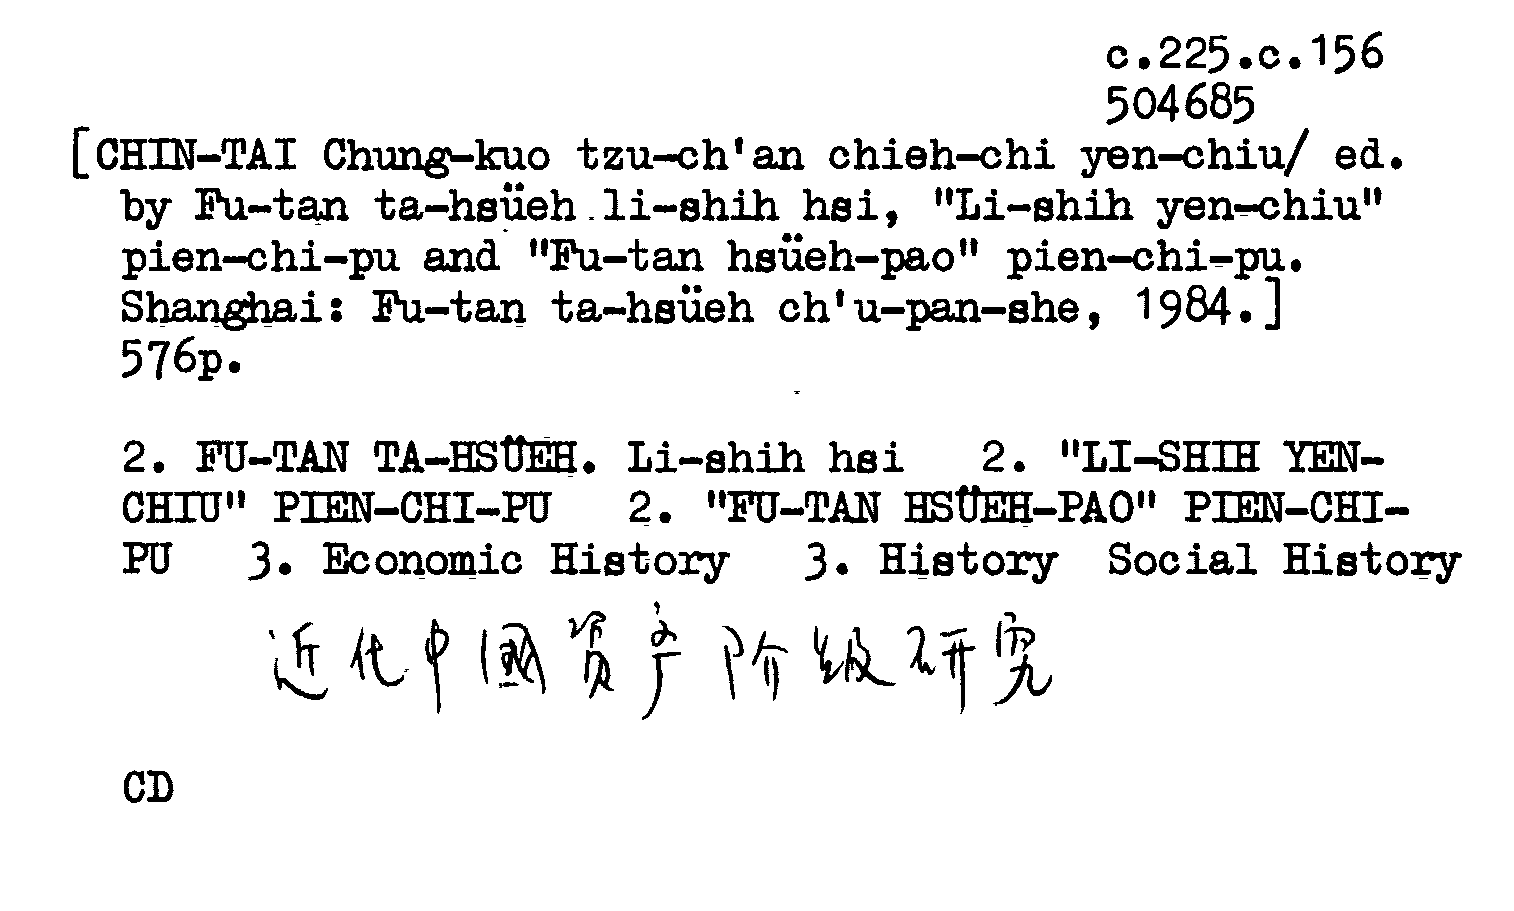 c.225.c.156
504685
[CHIN-TAI Chung-kuo tzu-ch'an chieh-chi yen-chiu/ ed.
by Fu-tan ta-hsüeh li-shih hsi, "Li-shih yen-chiu"
pien-chi-pu and "Fu-tan hsüeh-pao" pien-chi-pu.
Shanghai: Fu-tan ta-hsüeh ch'u-pan-she, 1984.]
576p.
2. FU-TAN TA-HSÜEH. Li-shih hsi 2. "LI-SHIH YEN-
CHIU" PIEN-CHI-PU 2. "FU-TAN HSÜEH-PAO" PIEN-CHI-
PU 3. Economic History 3. History Social History
近代中國资产阶级研究
CD